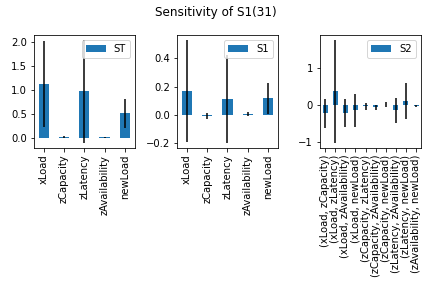 Sensitivity of S1(31)
ST
2.0
1.5
1.0
0.5
0.0
xLoad
zCapacity
zLatency
zAvailability
newLoad
S1
0.4
0.2
0.0
−0.2
xLoad
zCapacity
zLatency
zAvailability
newLoad
S2
1
0
−1
(xLoad, zCapacity)
(xLoad, zLatency)
(xLoad, zAvailability)
(xLoad, newLoad)
(zCapacity, zLatency)
(zCapacity, zAvailability)
(zCapacity, newLoad)
(zLatency, zAvailability)
(zLatency, newLoad)
(zAvailability, newLoad)